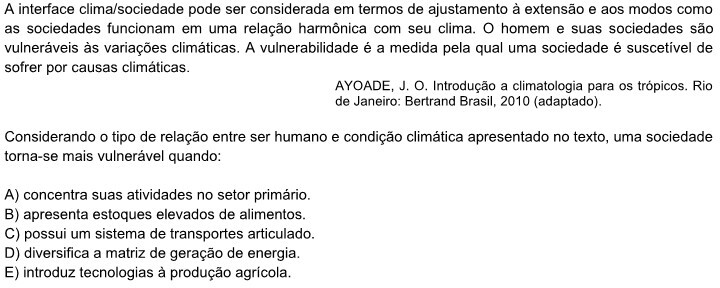 A interface clima/sociedade pode ser considerada em termos de ajustamento à extensão e aos modos como
as sociedades funcionam em uma relação harmônica com seu clima. O homem e suas sociedades são
vulneráveis às variações climáticas. A vulnerabilidade é a medida pela qual uma sociedade é suscetível de
sofrer por causas climáticas.
AYOADE, J. O. Introdução a climatologia para os trópicos. Rio
de Janeiro: Bertrand Brasil, 2010 (adaptado).
Considerando o tipo de relação entre ser humano e condição climática apresentado no texto, uma sociedade
torna-se mais vulnerável quando:
A) concentra suas atividades no setor primário.
B) apresenta estoques elevados de alimentos.
C) possui um sistema de transportes articulado.
D) diversifica a matriz de geração de energia.
E) introduz tecnologias à produção agrícola.